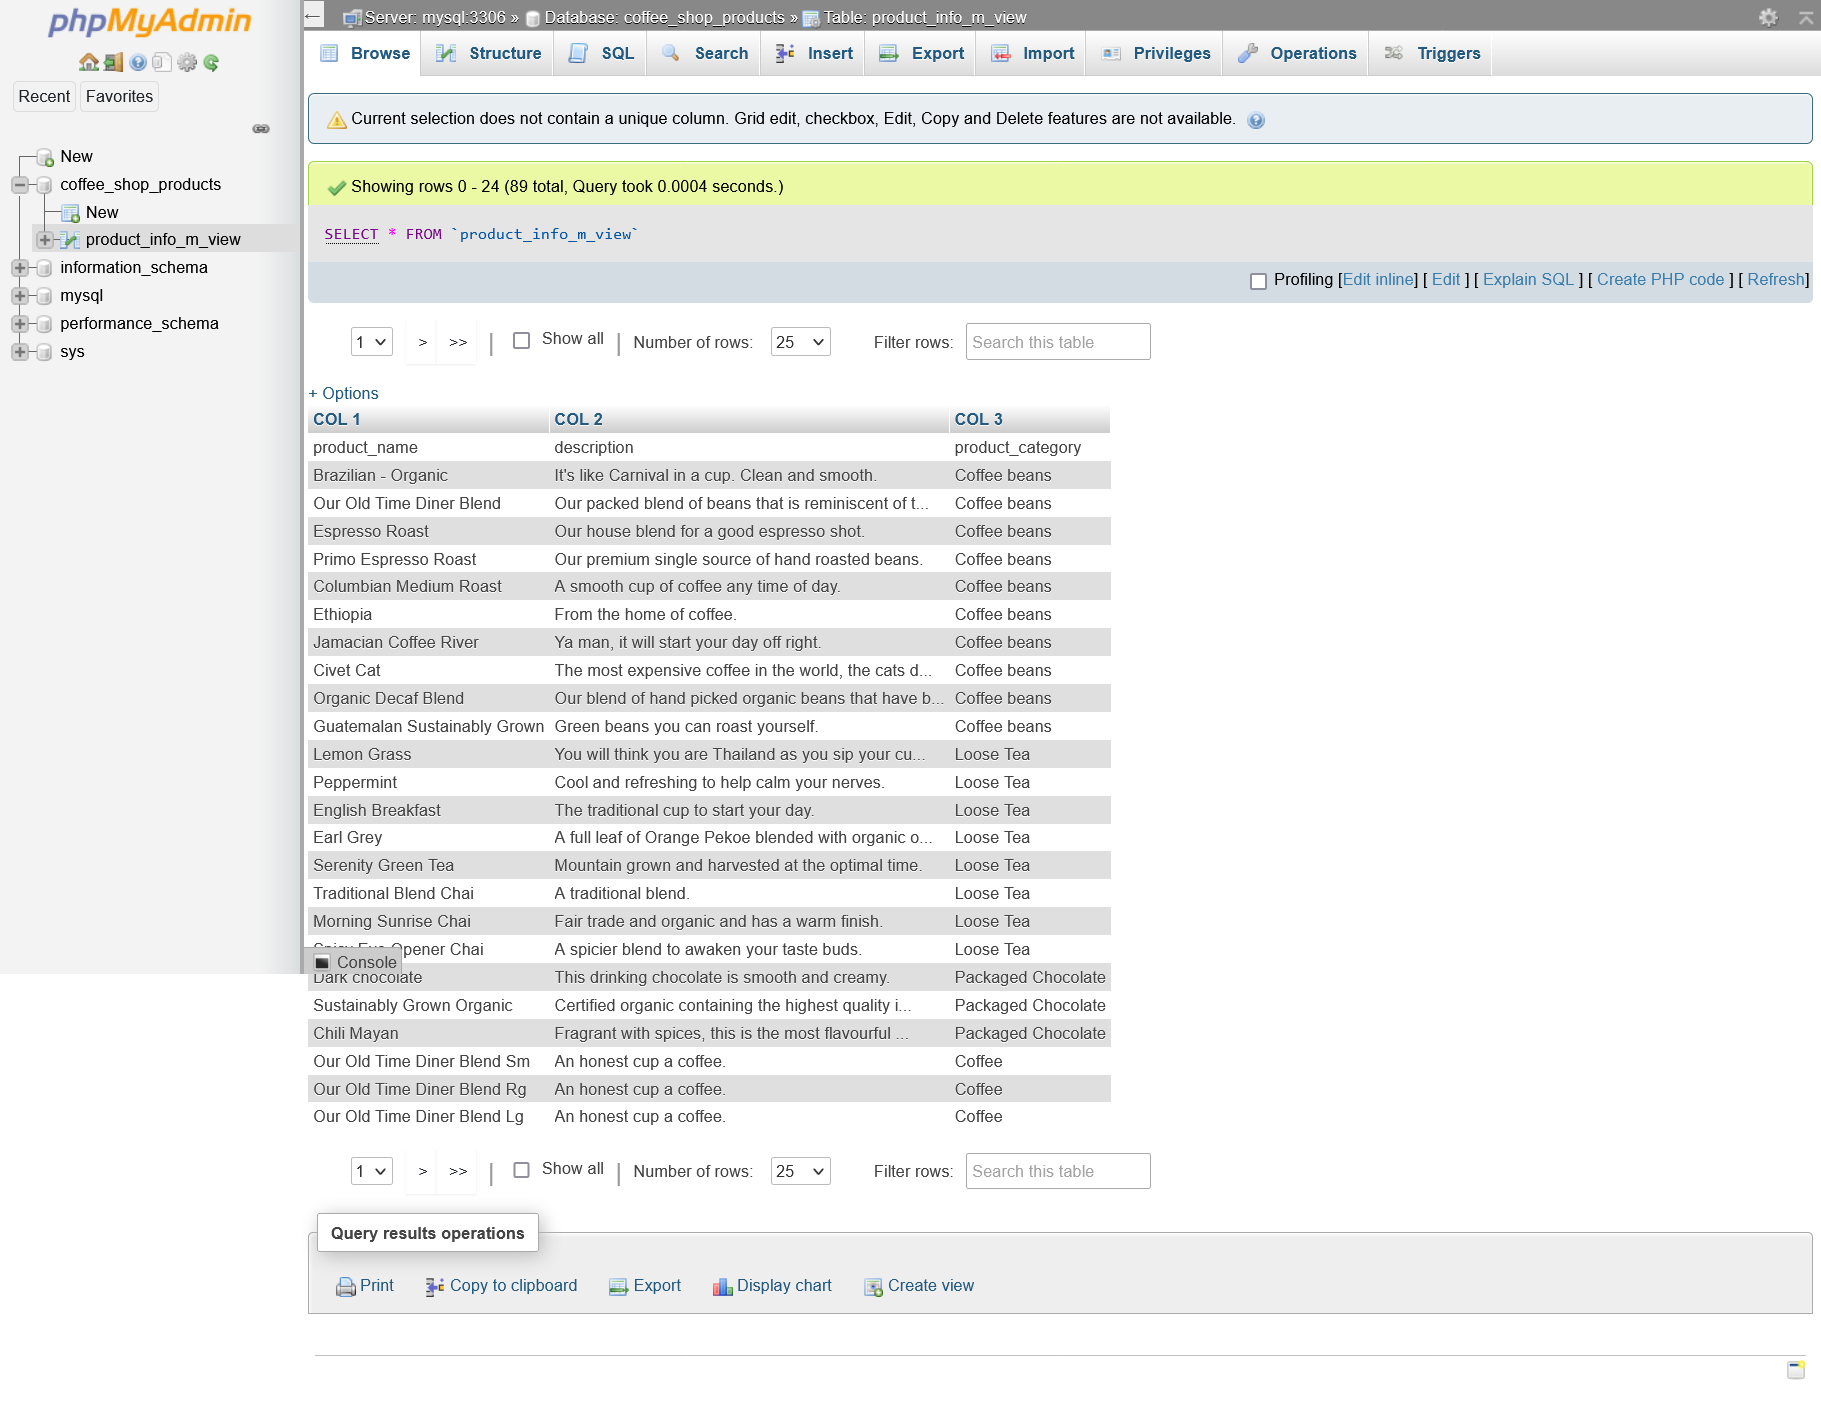 phpMyAdmin
Recent Favorites
New
coffee_shop_products
New
product_info_m_view
information_schema
mysql
performance_schema
sys
Server: mysql:3306 » Database: coffee_shop_products » Table: product_info_m_view
Browse Structure SQL Search Insert Export Import Privileges Operations Triggers
Current selection does not contain a unique column. Grid edit, checkbox, Edit, Copy and Delete features are not available.
Showing rows 0 - 24 (89 total, Query took 0.0004 seconds.)
SELECT * FROM `product_info_m_view`
Profiling [Edit inline] [ Edit ] [ Explain SQL ] [ Create PHP code ] [ Refresh]
1 > >> | Show all | Number of rows: 25 Filter rows: Search this table
+ Options
COL 1 COL 2 COL 3
product_name description product_category
Brazilian - Organic It's like Carnival in a cup. Clean and smooth. Coffee beans
Our Old Time Diner Blend Our packed blend of beans that is reminiscent of t... Coffee beans
Espresso Roast Our house blend for a good espresso shot. Coffee beans
Primo Espresso Roast Our premium single source of hand roasted beans. Coffee beans
Columbian Medium Roast A smooth cup of coffee any time of day. Coffee beans
Ethiopia From the home of coffee. Coffee beans
Jamacian Coffee River Ya man, it will start your day off right. Coffee beans
Civet Cat The most expensive coffee in the world, the cats d... Coffee beans
Organic Decaf Blend Our blend of hand picked organic beans that have b... Coffee beans
Guatemalan Sustainably Grown Green beans you can roast yourself. Coffee beans
Lemon Grass You will think you are Thailand as you sip your cu... Loose Tea
Peppermint Cool and refreshing to help calm your nerves. Loose Tea
English Breakfast The traditional cup to start your day. Loose Tea
Earl Grey A full leaf of Orange Pekoe blended with organic o... Loose Tea
Serenity Green Tea Mountain grown and harvested at the optimal time. Loose Tea
Traditional Blend Chai A traditional blend. Loose Tea
Morning Sunrise Chai Fair trade and organic and has a warm finish. Loose Tea
Spicy Eye Opener Chai A spicier blend to awaken your taste buds. Loose Tea
Console
Dark chocolate This drinking chocolate is smooth and creamy. Packaged Chocolate
Sustainably Grown Organic Certified organic containing the highest quality i... Packaged Chocolate
Chili Mayan Fragrant with spices, this is the most flavourful ... Packaged Chocolate
Our Old Time Diner Blend Sm An honest cup a coffee. Coffee
Our Old Time Diner Blend Rg An honest cup a coffee. Coffee
Our Old Time Diner Blend Lg An honest cup a coffee. Coffee
1 > >> | Show all | Number of rows: 25 Filter rows: Search this table
Query results operations
Print Copy to clipboard Export Display chart Create view